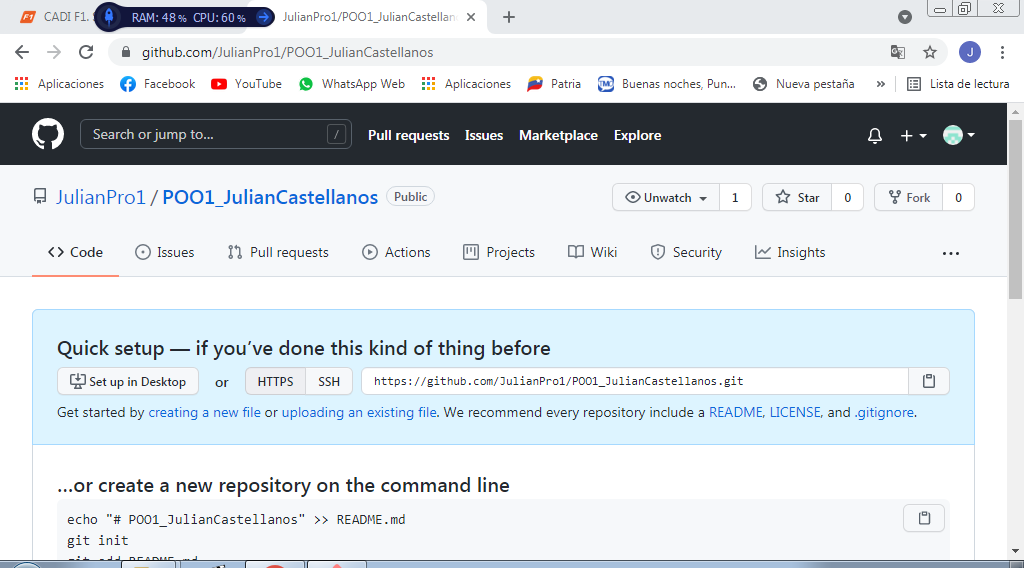 CADI F1.
RAM: 48% CPU: 60%
JulianPro1/POO1_JulianCastellan
github.com/JulianPro1/POO1_JulianCastellanos
J
Aplicaciones Facebook YouTube WhatsApp Web Aplicaciones Patria Buenas noches, Pun... Nueva pestaña » Lista de lectura
Search or jump to... / Pull requests Issues Marketplace Explore
JulianPro1 / POO1_JulianCastellanos Public Unwatch 1 Star 0 Fork 0
<> Code Issues Pull requests Actions Projects Wiki Security Insights ...
Quick setup — if you’ve done this kind of thing before
Set up in Desktop or HTTPS SSH https://github.com/JulianPro1/POO1_JulianCastellanos.git
Get started by creating a new file or uploading an existing file. We recommend every repository include a README, LICENSE, and .gitignore.
...or create a new repository on the command line
echo "# POO1_JulianCastellanos" >> README.md
git init
git add README.md